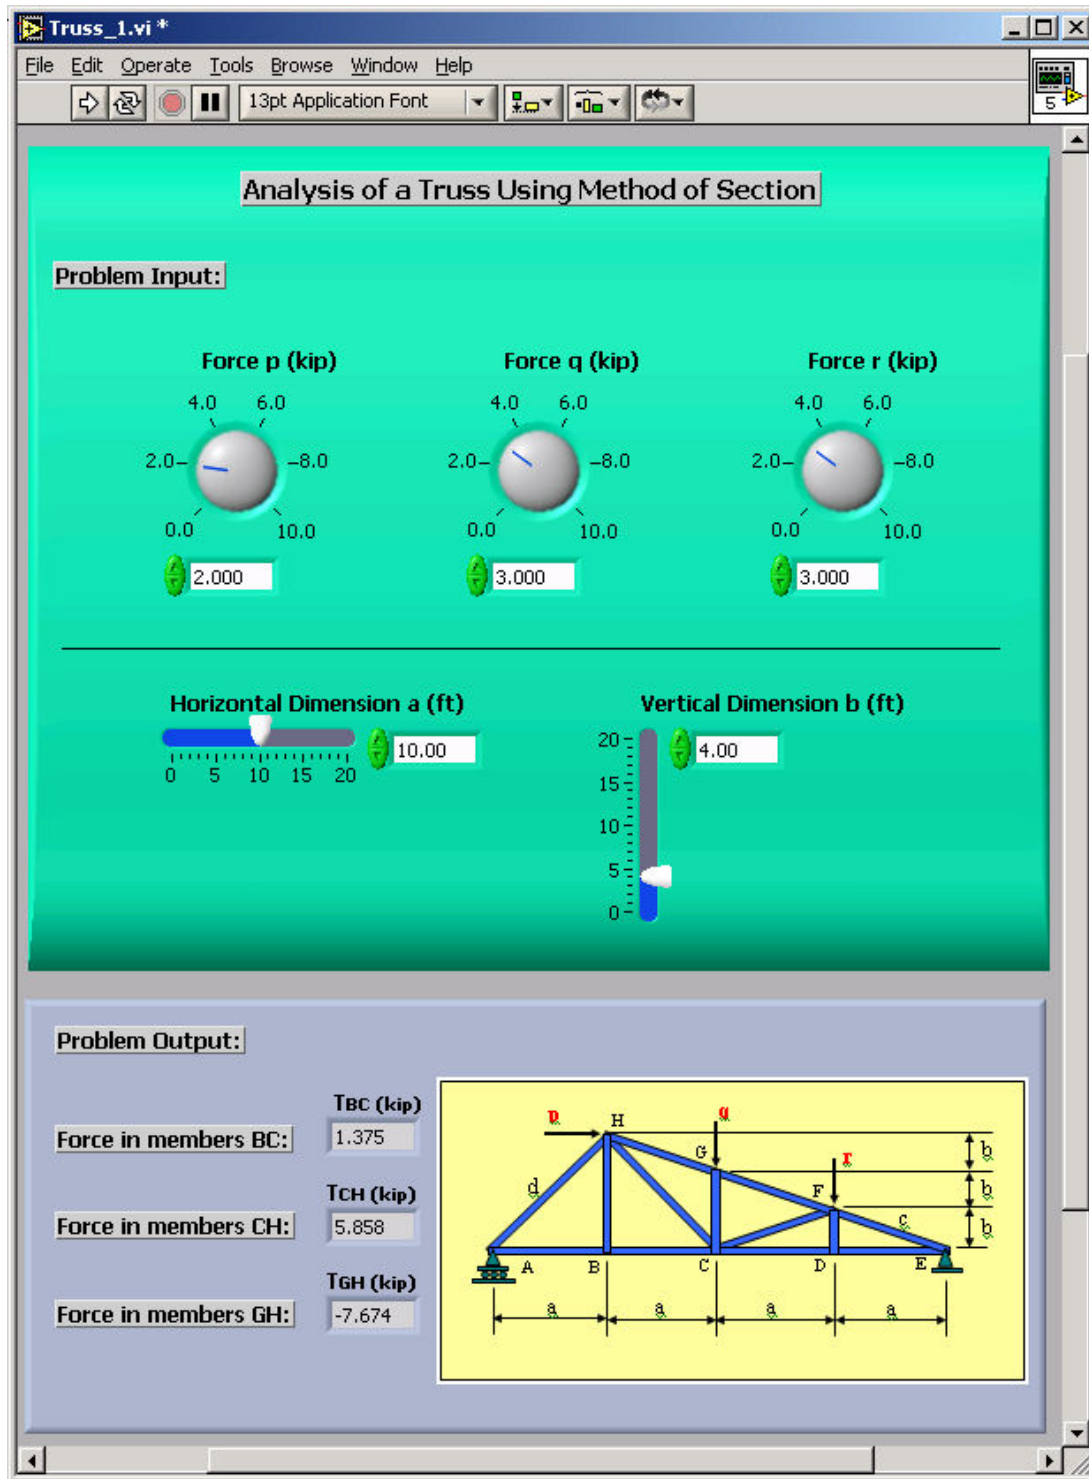 Truss_1.vi *
File Edit Operate Tools Browse Window Help
13pt Application Font
5
Analysis of a Truss Using Method of Section
Problem Input:
Force p (kip) Force q (kip) Force r (kip)
4.0 6.0 4.0 6.0 4.0 6.0
2.0 8.0 2.0 8.0 2.0 8.0
0.0 10.0 0.0 10.0 0.0 10.0
2.000 3.000 3.000
Horizontal Dimension a (ft) Vertical Dimension b (ft)
10.00 4.00
0 5 10 15 20
20
15
10
5
0
Problem Output:
TBC (kip)
Force in members BC: 1.375
TCH (kip)
Force in members CH: 5.858
TGH (kip)
Force in members GH: -7.674
p H q
G b
r
d F b
c b
A B C D E
a a a a